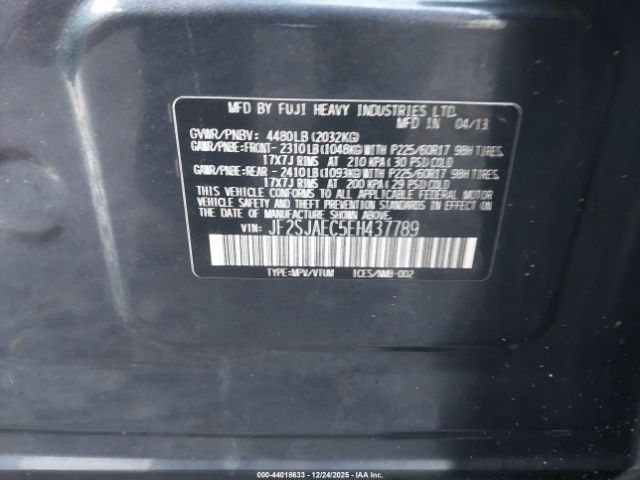 MFD BY FUJI HEAVY INDUSTRIES LTD.
MFD IN 04/13
GVWR/PNBV: 4480LB(2032KG)
GAWR/PNBE:FRONT- 2310LB(1048KG)WITH P225/60R17 98H TIRES,
17X7J RIMS AT 210 KPA(30 PSI)COLD
GAWR/PNBE:REAR - 2410LB(1093KG)WITH P225/60R17 98H TIRES,
17X7J RIMS AT 200 KPA(29 PSI)COLD
THIS VEHICLE CONFORMS TO ALL APPLICABLE FEDERAL MOTOR
VEHICLE SAFETY AND THEFT PREVENTION STANDARDS IN
EFFECT ON THE DATE OF MANUFACTURE SHOWN ABOVE.
VIN: JF2SJAEC5EH437789
TYPE:MPV/VTUM ICES/NMB-002
000-44018633 - 12/24/2025 - IAAI.COM